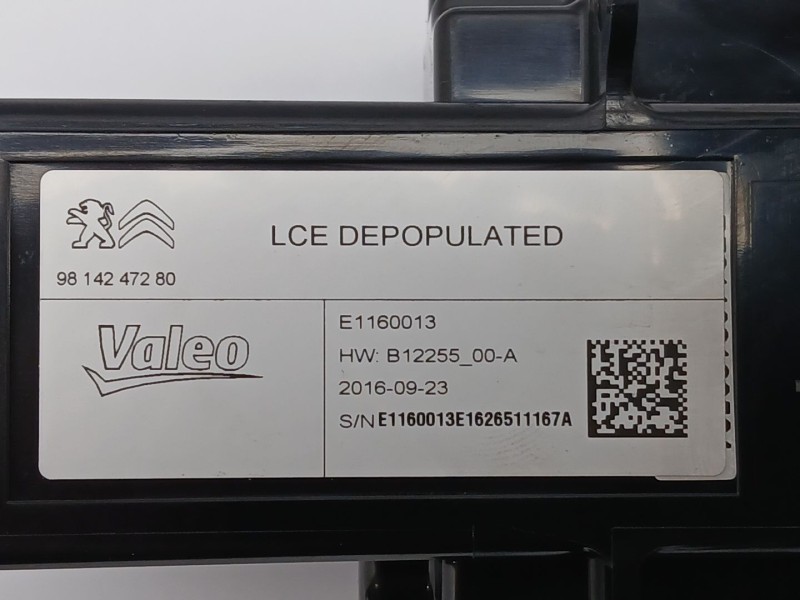 LCE DEPOPULATED
98 142 472 80
Valeo
E1160013
HW: B12255_00-A
2016-09-23
S/N E1160013E1626511167A